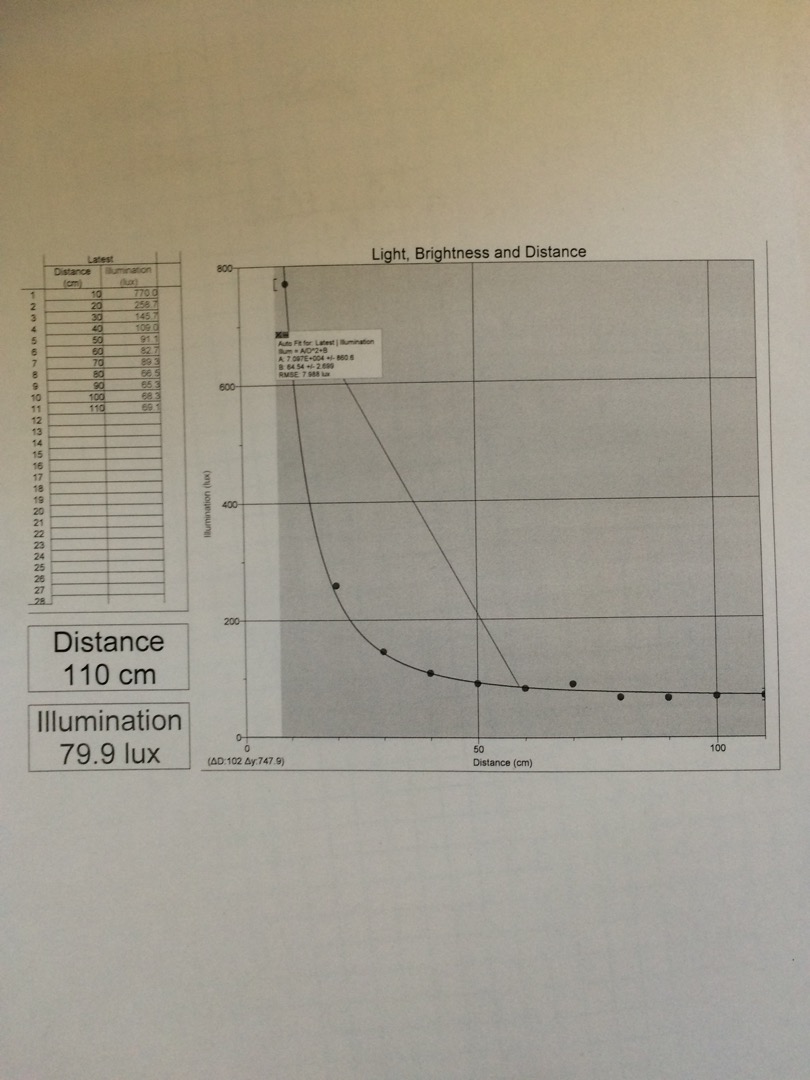 Latest
Distance Illumination
(cm) (lux)
1 10 770.0
2 20 258.7
3 30 145.7
4 40 109.0
5 50 91.1
6 60 82.7
7 70 89.3
8 80 66.5
9 90 65.3
10 100 68.3
11 110 69.1
12
13
14
15
16
17
18
19
20
21
22
23
24
25
26
27
28
Distance
110 cm
Illumination
79.9 lux
Light, Brightness and Distance
800
600
400
200
0
Illumination (lux)
Auto Fit for: Latest | Illumination
Illum = A/D^2+B
A: 7.097E+004 +/- 860.6
B: 64.54 +/- 2.699
RMSE: 7.988 lux
0 50 100
(ΔD:102 Δy:747.9) Distance (cm)